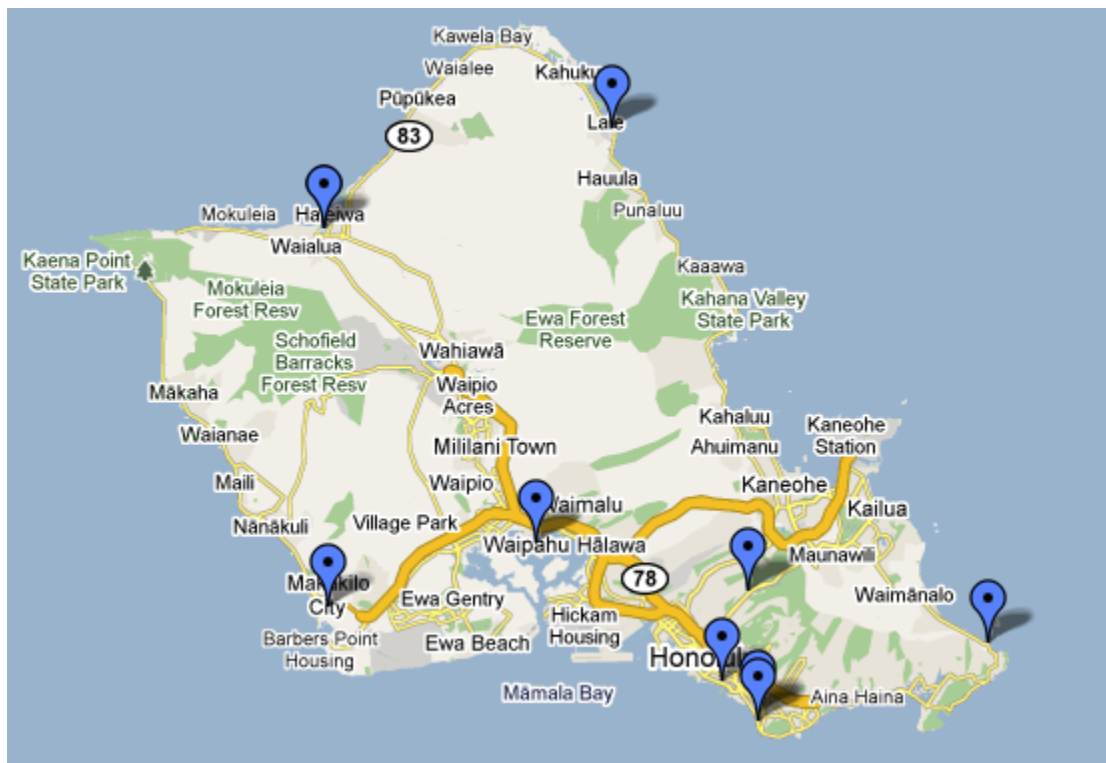 Kawela Bay
Waialee
Kahuku
Pūpūkea
83
Laie
Hauula
Mokuleia
Haleiwa
Punaluu
Waialua
Kaena Point
State Park
Kaaawa
Mokuleia
Forest Resv
Kahana Valley
State Park
Ewa Forest
Reserve
Schofield
Barracks
Forest Resv
Wahiawā
Waipio
Acres
Mākaha
Kahaluu
Kaneohe
Station
Waianae
Mililani Town
Ahuimanu
Maili
Waipio
Kaneohe
Waimalu
Kailua
Nānākuli
Village Park
Waipahu
Hālawa
Maunawili
78
Makakilo
City
Ewa Gentry
Waimānalo
Hickam
Housing
Barbers Point
Housing
Ewa Beach
Honolulu
Māmala Bay
Aina Haina